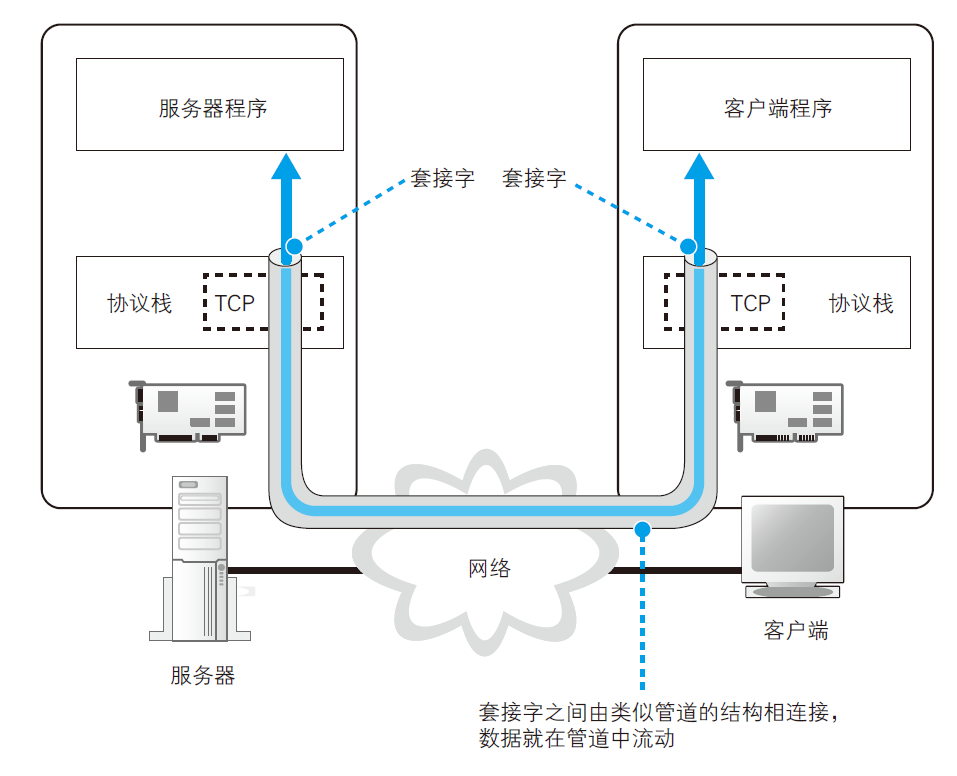 服务器程序
客户端程序
套接字
套接字
协议栈
TCP
TCP
协议栈
网络
客户端
服务器
套接字之间由类似管道的结构相连接，
数据就在管道中流动